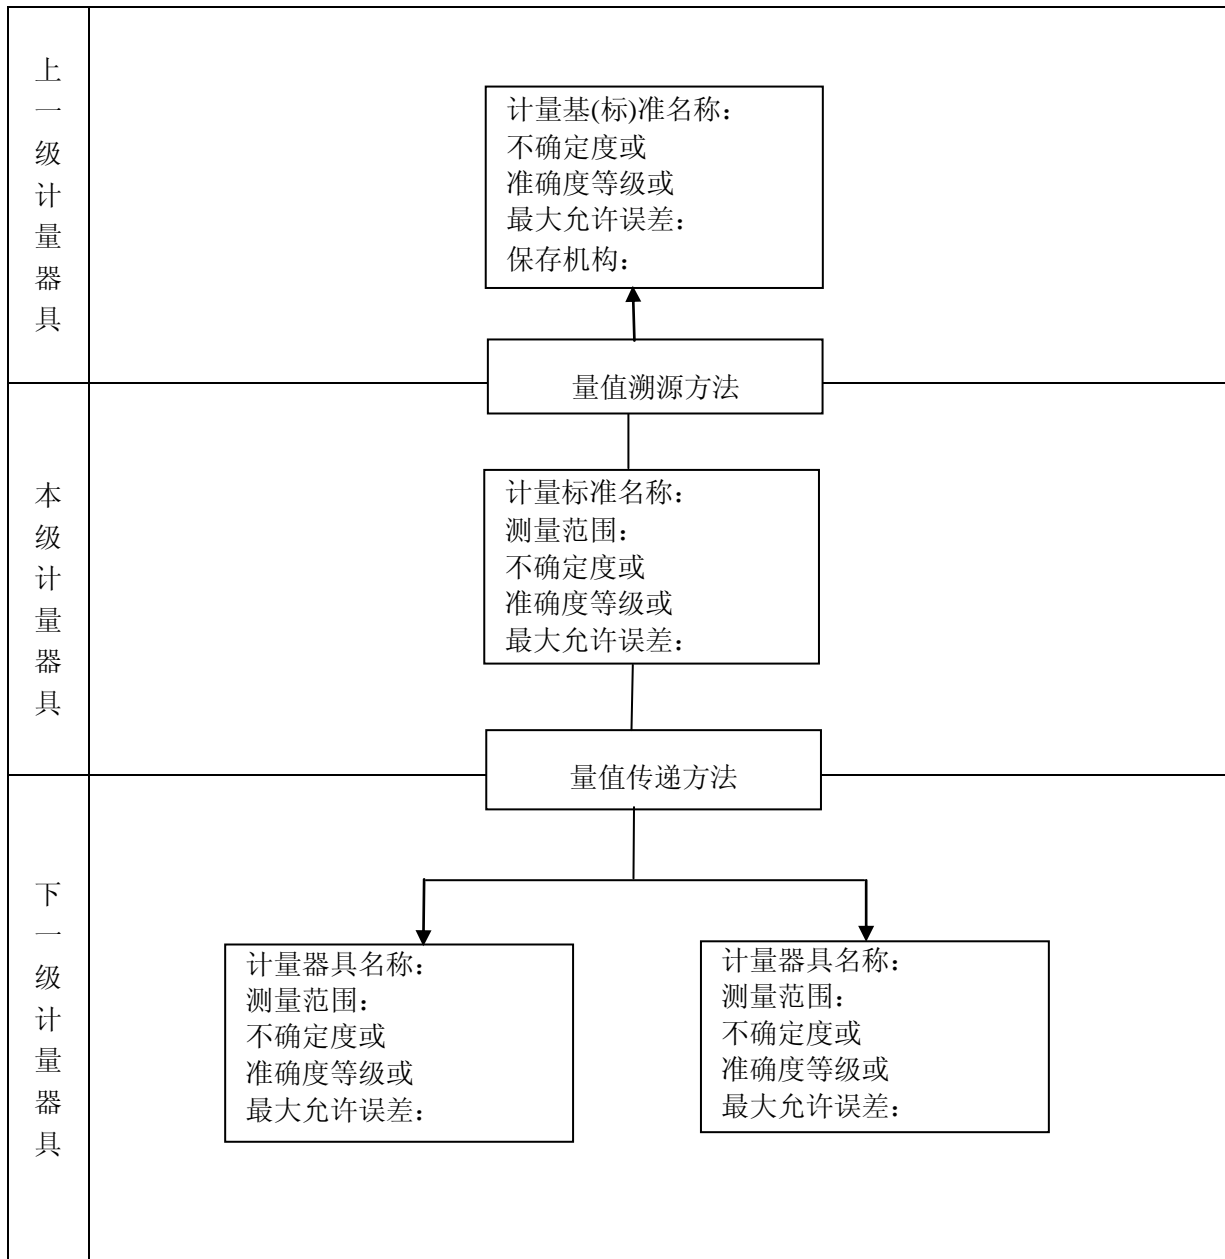 上一级计量器具
计量基(标)准名称：
不确定度或
准确度等级或
最大允许误差：
保存机构：
量值溯源方法
本级计量器具
计量标准名称：
测量范围：
不确定度或
准确度等级或
最大允许误差：
量值传递方法
下一级计量器具
计量器具名称：
测量范围：
不确定度或
准确度等级或
最大允许误差：
计量器具名称：
测量范围：
不确定度或
准确度等级或
最大允许误差：